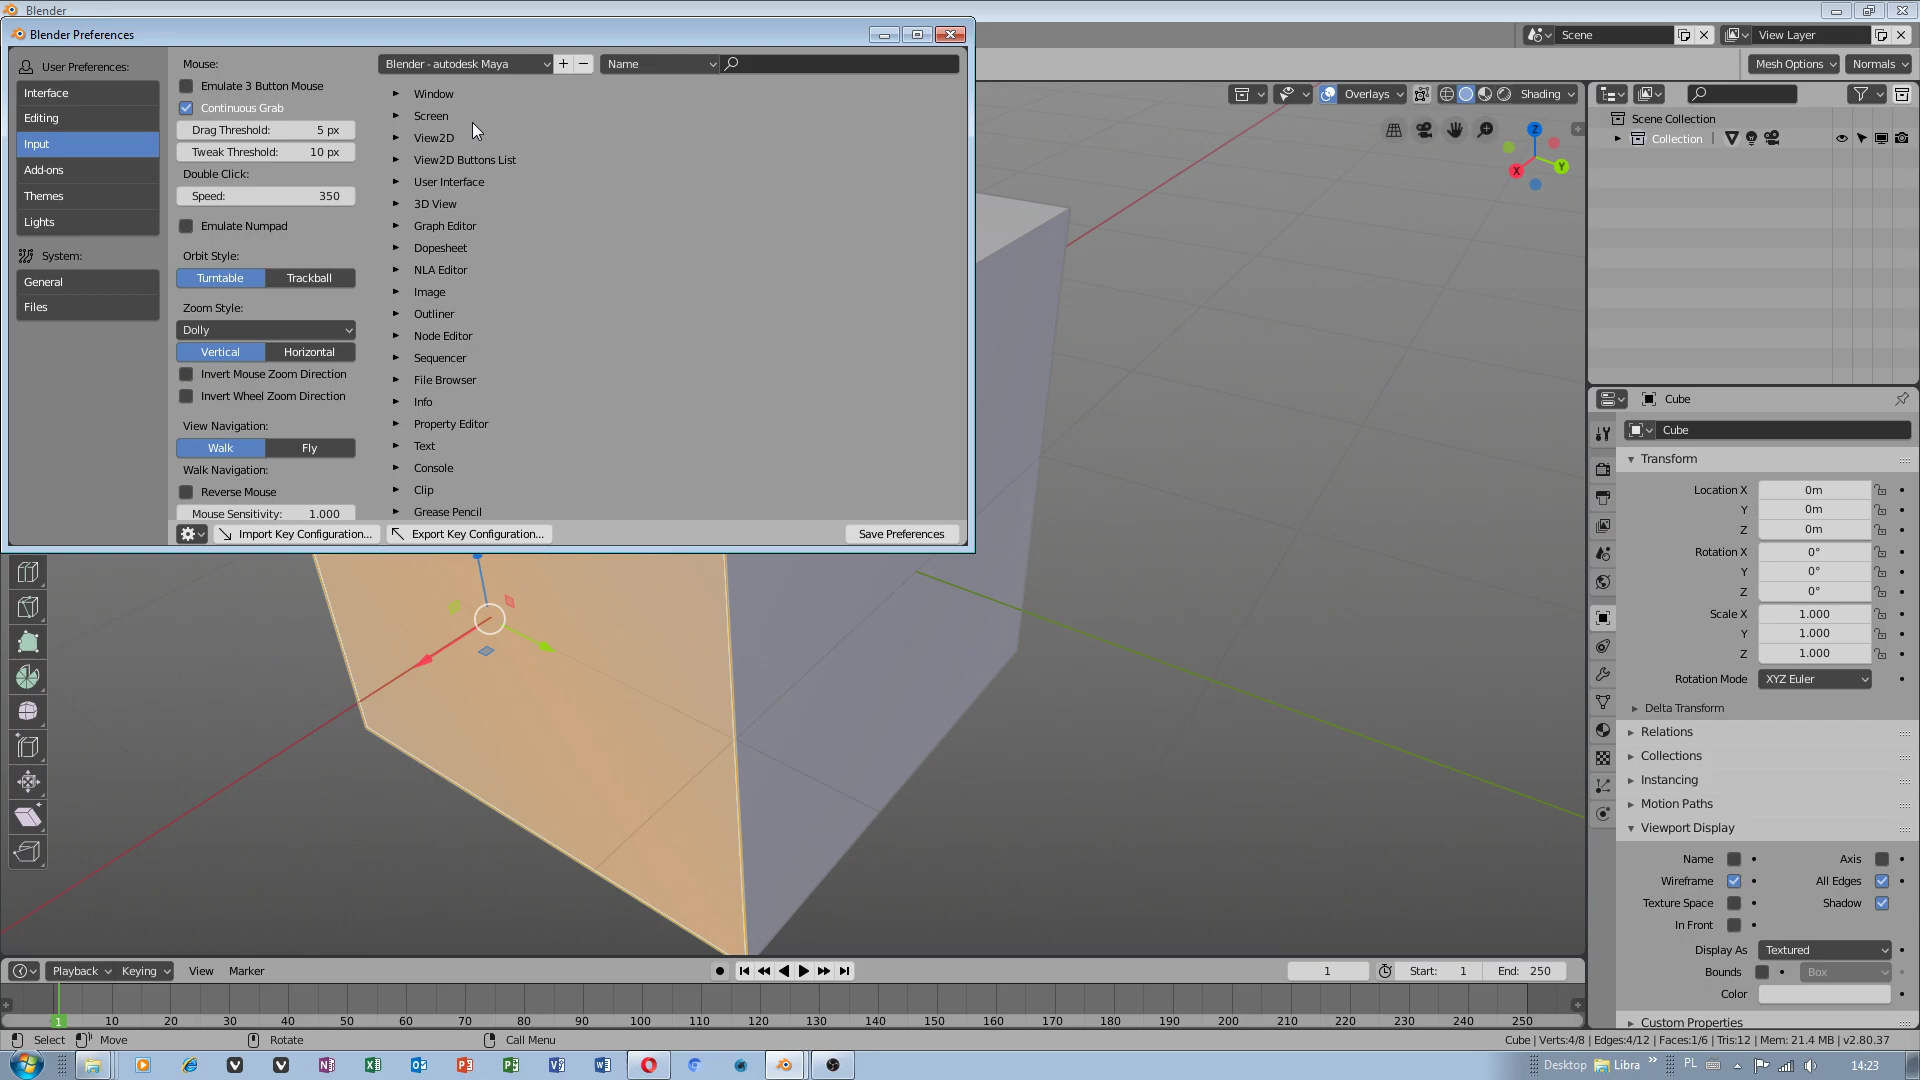 Blender
Blender Preferences
User Preferences:
Interface
Editing
Input
Add-ons
Themes
Lights
System:
General
Files
Mouse:
Emulate 3 Button Mouse
Continuous Grab
Drag Threshold: 5 px
Tweak Threshold: 10 px
Double Click:
Speed: 350
Emulate Numpad
Orbit Style:
Turntable Trackball
Zoom Style:
Dolly
Vertical Horizontal
Invert Mouse Zoom Direction
Invert Wheel Zoom Direction
View Navigation:
Walk Fly
Walk Navigation:
Reverse Mouse
Mouse Sensitivity: 1.000
Blender - autodesk Maya + − Name
Window
Screen
View2D
View2D Buttons List
User Interface
3D View
Graph Editor
Dopesheet
NLA Editor
Image
Outliner
Node Editor
Sequencer
File Browser
Info
Property Editor
Text
Console
Clip
Grease Pencil
Import Key Configuration... Export Key Configuration... Save Preferences
Scene View Layer
Mesh Options Normals
Overlays Shading
Z
X Y
Scene Collection
Collection
Cube
Cube
Transform
Location X 0m
Y 0m
Z 0m
Rotation X 0°
Y 0°
Z 0°
Scale X 1.000
Y 1.000
Z 1.000
Rotation Mode XYZ Euler
Delta Transform
Relations
Collections
Instancing
Motion Paths
Viewport Display
Name Axis
Wireframe All Edges
Texture Space Shadow
In Front
Display As Textured
Bounds Box
Color
Custom Properties
Playback Keying View Marker 1 Start: 1 End: 250
1 10 20 30 40 50 60 70 80 90 100 110 120 130 140 150 160 170 180 190 200 210 220 230 240 250
Select Move Rotate Call Menu Cube | Verts:4/8 | Edges:4/12 | Faces:1/6 | Tris:12 | Mem: 21.4 MB | v2.80.37
Desktop Libra » PL 14:23